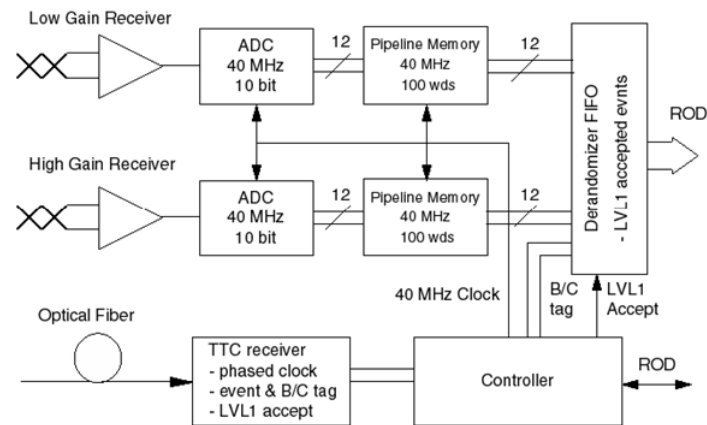 Low Gain Receiver
ADC
40 MHz
10 bit
12
Pipeline Memory
40 MHz
100 wds
12
Derandomizer FIFO
- LVL1 accepted evnts
ROD
High Gain Receiver
ADC
40 MHz
10 bit
12
Pipeline Memory
40 MHz
100 wds
12
40 MHz Clock
B/C
tag
LVL1
Accept
Optical Fiber
TTC receiver
- phased clock
- event & B/C tag
- LVL1 accept
Controller
ROD